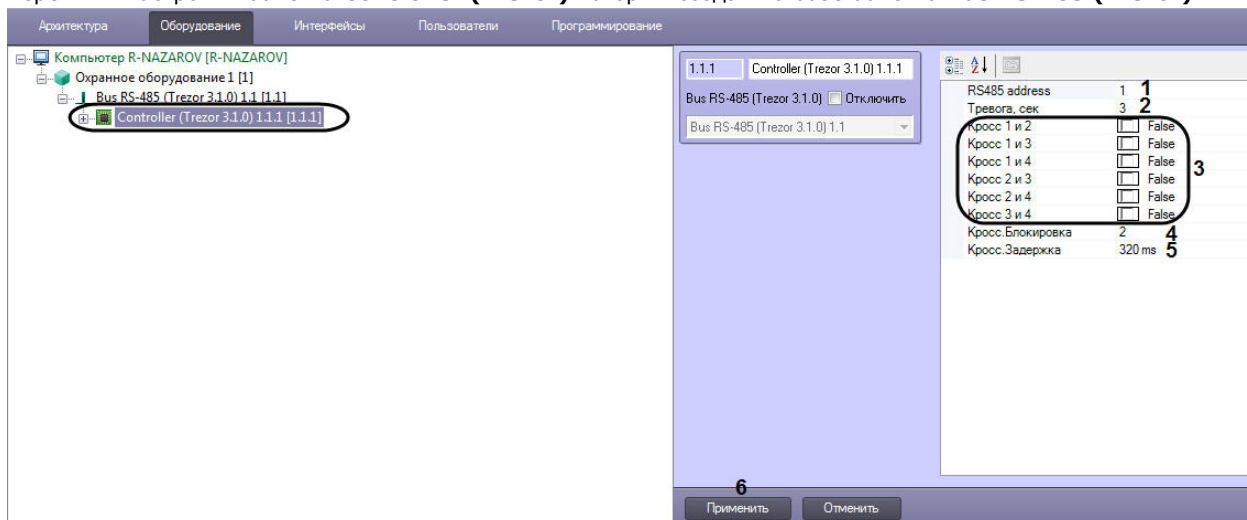 Архитектура Оборудование Интерфейсы Пользователи Программирование
Компьютер R-NAZAROV [R-NAZAROV]
Охранное оборудование 1 [1]
Bus RS-485 (Trezor 3.1.0) 1.1 [1.1]
Controller (Trezor 3.1.0) 1.1.1 [1.1.1]
1.1.1 Controller (Trezor 3.1.0) 1.1.1
Bus RS-485 (Trezor 3.1.0) Отключить
Bus RS-485 (Trezor 3.1.0) 1.1
RS485 address 1 1
Тревога, сек 3 2
Кросс 1 и 2 False
Кросс 1 и 3 False
Кросс 1 и 4 False
Кросс 2 и 3 False
Кросс 2 и 4 False
Кросс 3 и 4 False
3
Кросс.Блокировка 2 4
Кросс.Задержка 320 ms 5
6
Применить Отменить